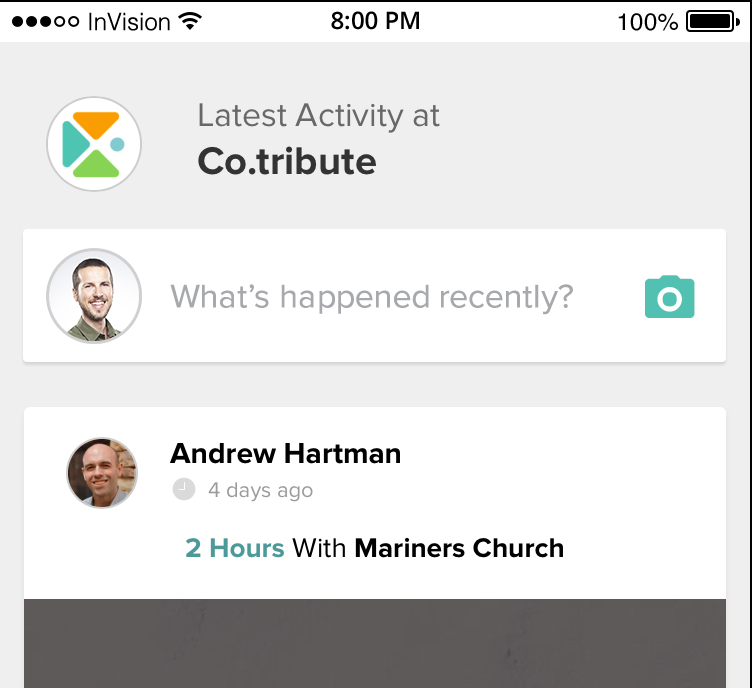 InVision 8:00 PM 100%
Latest Activity at
Co.tribute
What's happened recently?
Andrew Hartman
4 days ago
2 Hours With Mariners Church